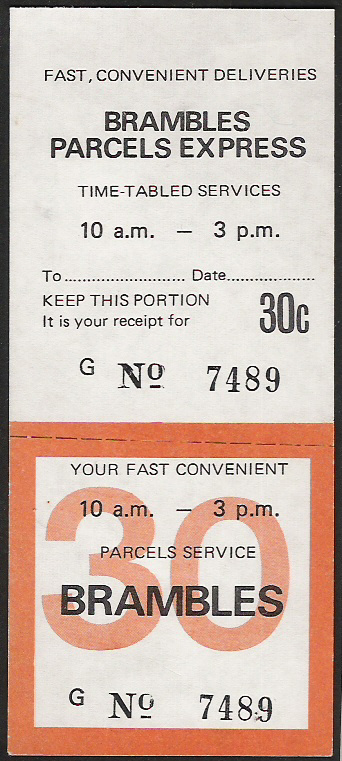 FAST, CONVENIENT DELIVERIES
BRAMBLES
PARCELS EXPRESS
TIME-TABLED SERVICES
10 a.m. — 3 p.m.
To........................... Date....................
KEEP THIS PORTION
It is your receipt for 30c
G Nº 7489
YOUR FAST CONVENIENT
30
10 a.m. — 3 p.m.
PARCELS SERVICE
BRAMBLES
G Nº 7489